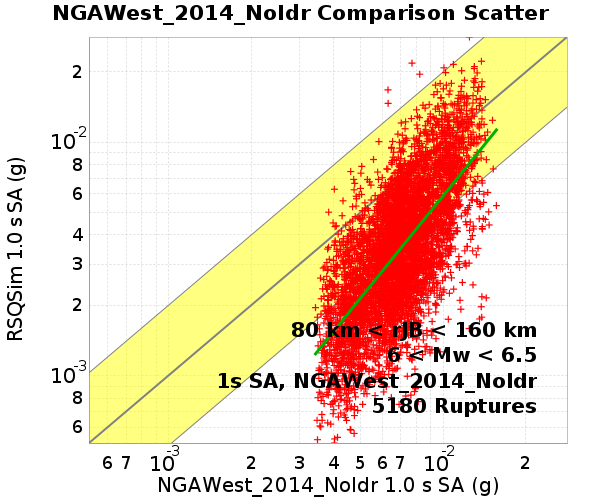 NGAWest_2014_NoIdr Comparison Scatter
RSQSim 1.0 s SA (g)
2
10-2
8
6
4
3
2
10-3
8
6
80 km < rJB < 160 km
6 < Mw < 6.5
1s SA, NGAWest_2014_NoIdr
5180 Ruptures
6 7 10-3 2 3 4 5 6 7 10-2 2
NGAWest_2014_NoIdr 1.0 s SA (g)